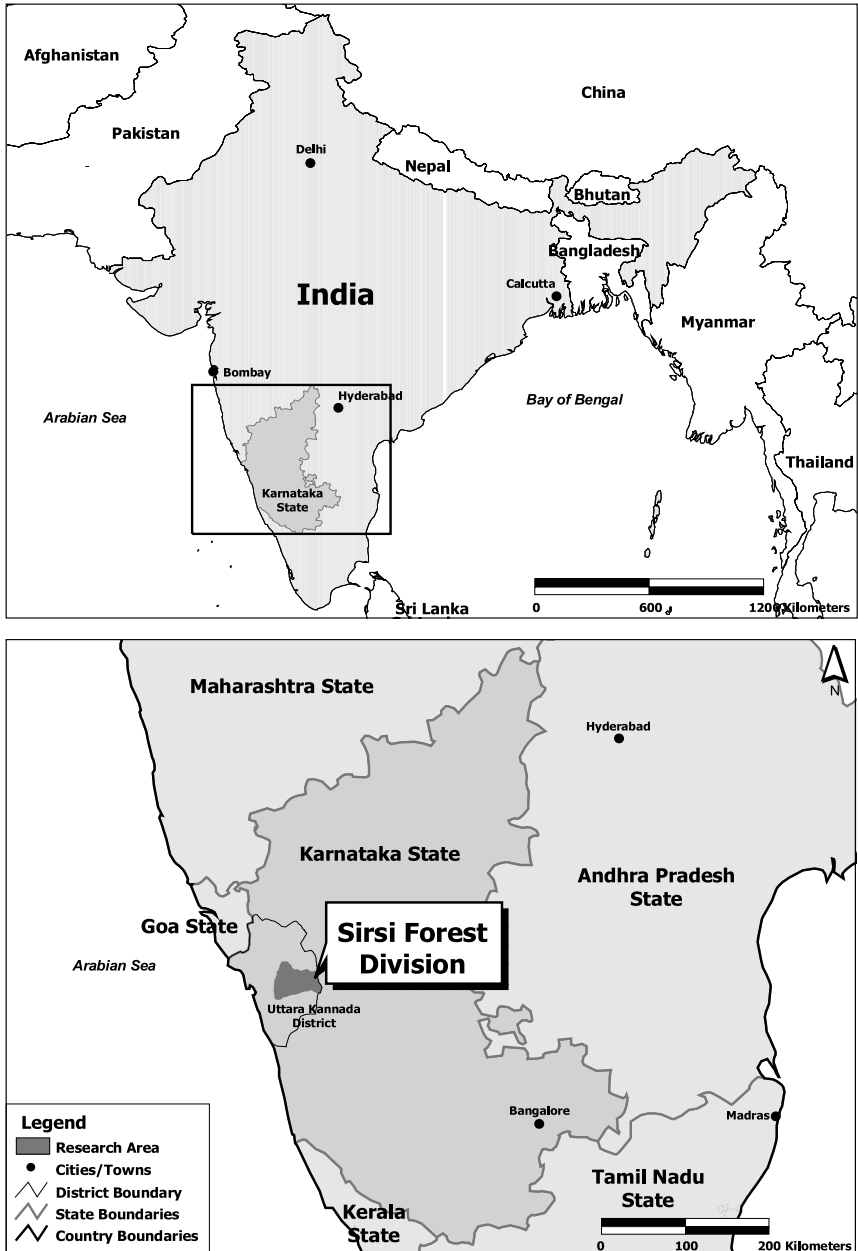 Afghanistan
China
Pakistan
Delhi
Nepal
Bhutan
Bangladesh
Calcutta
India
Myanmar
Bombay
Hyderabad
Arabian Sea
Bay of Bengal
Thailand
Karnataka
State
Sri Lanka
0 600 1200 Kilometers
Maharashtra State
N
Hyderabad
Karnataka State
Andhra Pradesh
State
Goa State
Sirsi Forest
Division
Arabian Sea
Uttara Kannada
District
Bangalore
Madras
Legend
Research Area
Cities/Towns
District Boundary
State Boundaries
Country Boundaries
Tamil Nadu
State
Kerala
State
0 100 200 Kilometers